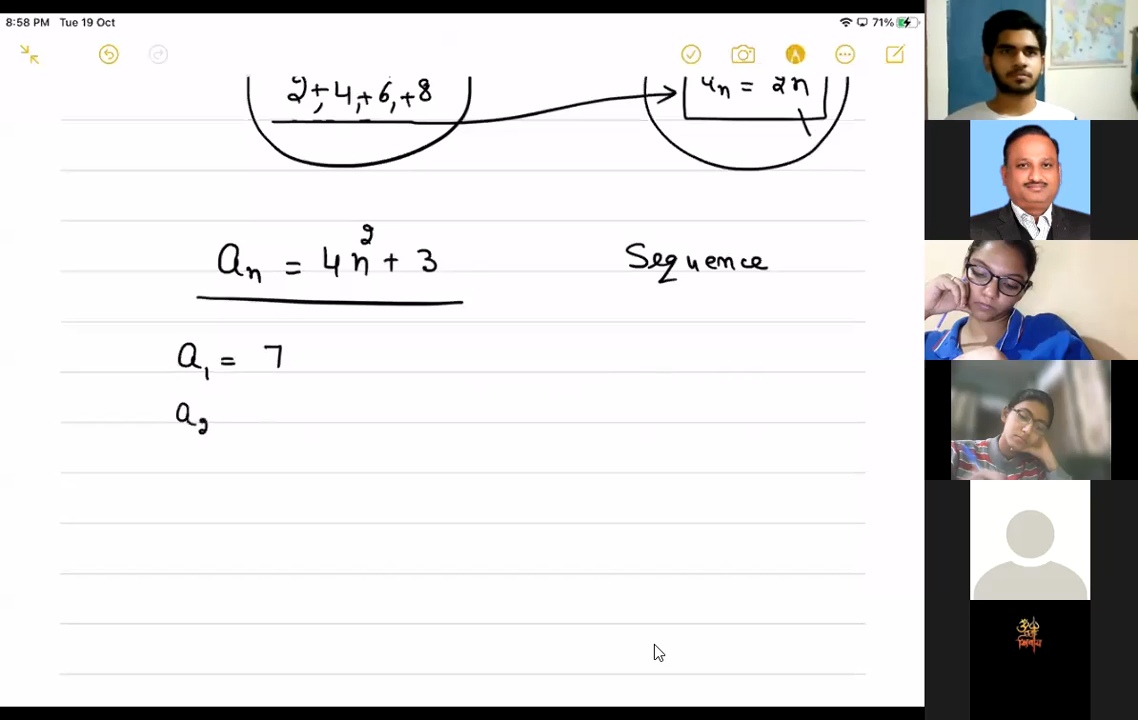 8:58 PM Tue 19 Oct
71%
2+, 4,+ 6,+8
aₙ = 2n
aₙ = 4n² + 3
Sequence
a₁ = 7
a₂